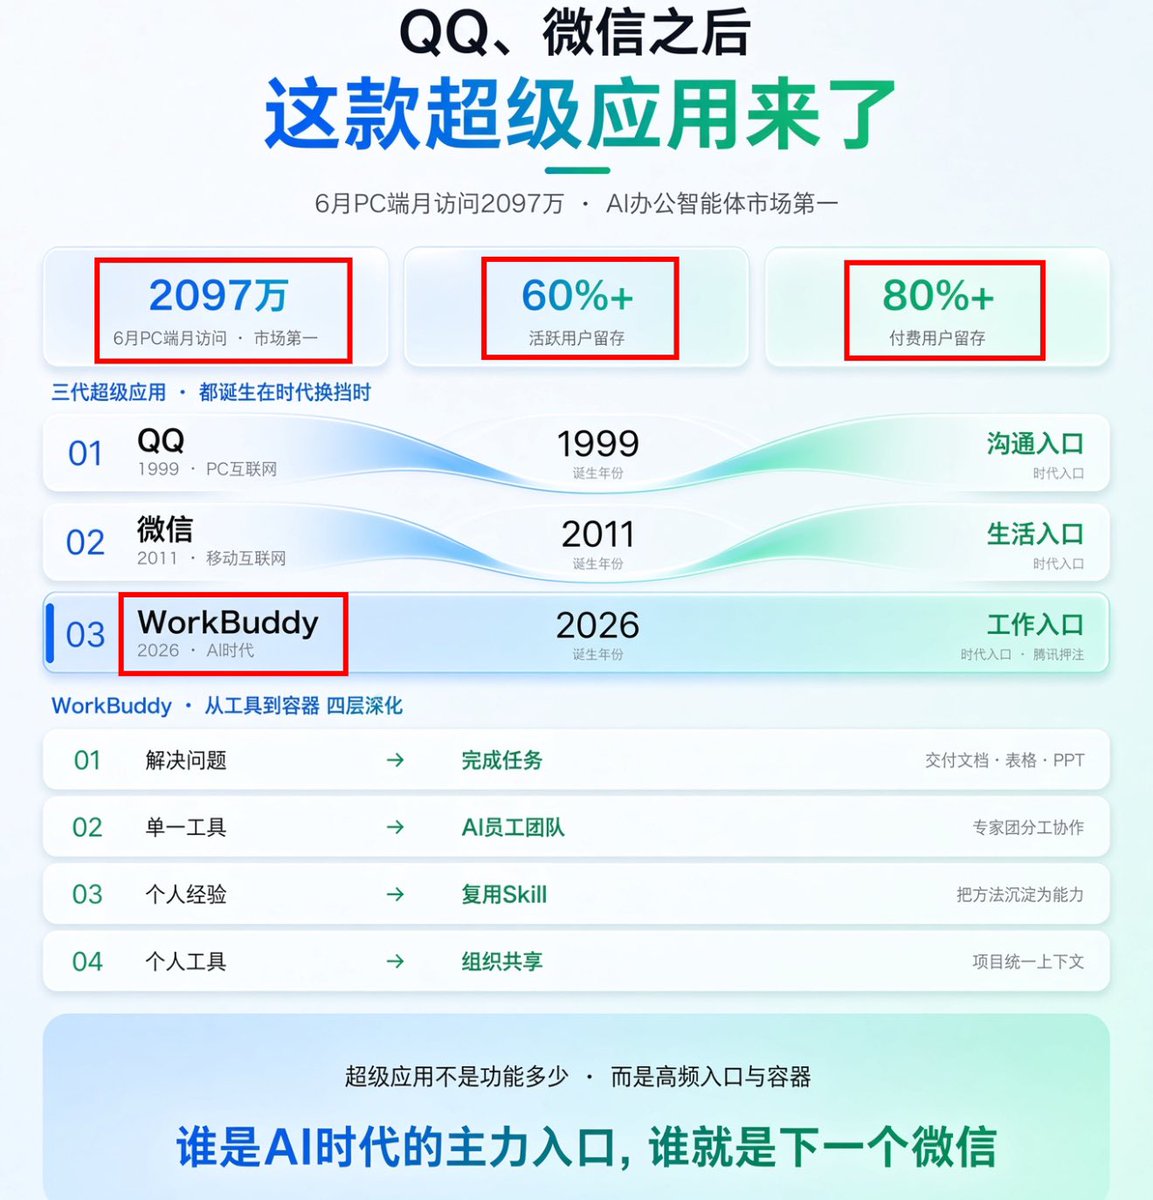 QQ、微信之后
这款超级应用来了
6月PC端月访问2097万 · AI办公智能体市场第一
2097万
6月PC端月访问 · 市场第一
60%+
活跃用户留存
80%+
付费用户留存
三代超级应用 · 都诞生在时代换挡时
01
QQ
1999 · PC互联网
1999
诞生年份
沟通入口
时代入口
02
微信
2011 · 移动互联网
2011
诞生年份
生活入口
时代入口
03
WorkBuddy
2026 · AI时代
2026
诞生年份
工作入口
时代入口 · 腾讯押注
WorkBuddy · 从工具到容器 四层深化
01 解决问题 → 完成任务 交付文档 · 表格 · PPT
02 单一工具 → AI员工团队 专家团分工协作
03 个人经验 → 复用Skill 把方法沉淀为能力
04 个人工具 → 组织共享 项目统一上下文
超级应用不是功能多少 · 而是高频入口与容器
谁是AI时代的主力入口, 谁就是下一个微信